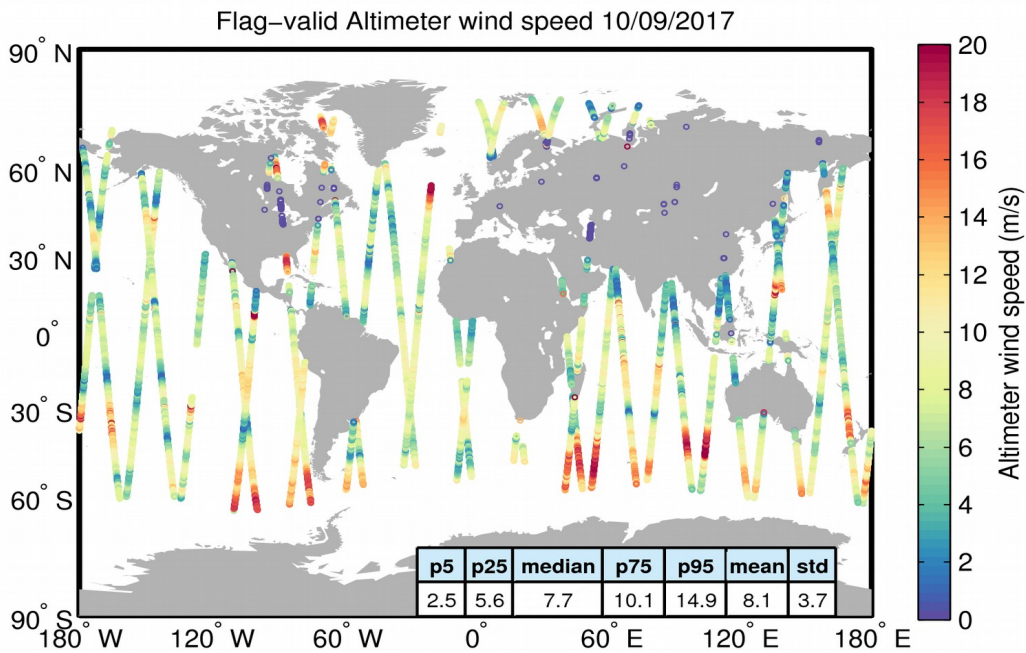 Flag−valid Altimeter wind speed 10/09/2017
90° N
60° N
30° N
0°
30° S
60° S
90° S
180° W
120° W
60° W
0°
60° E
120° E
180° E
20
18
16
14
12
10
8
6
4
2
0
Altimeter wind speed (m/s)
p5 p25 median p75 p95 mean std
2.5 5.6 7.7 10.1 14.9 8.1 3.7